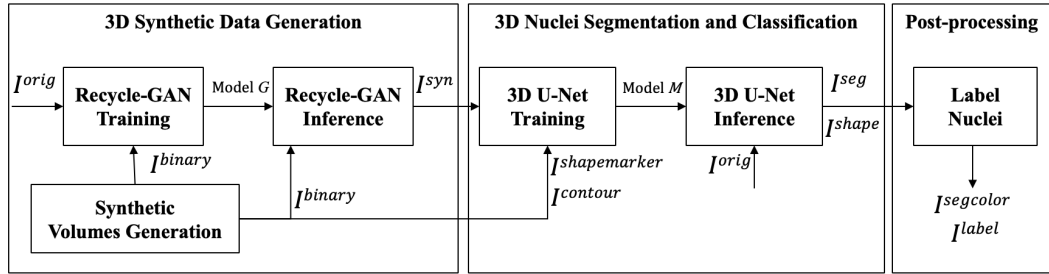 3D Synthetic Data Generation
3D Nuclei Segmentation and Classification
Post-processing
I^orig
Recycle-GAN
Training
Model G
Recycle-GAN
Inference
I^syn
3D U-Net
Training
Model M
3D U-Net
Inference
I^seg
I^shape
Label
Nuclei
I^binary
I^binary
I^shapemarker
I^contour
I^orig
Synthetic
Volumes Generation
I^segcolor
I^label